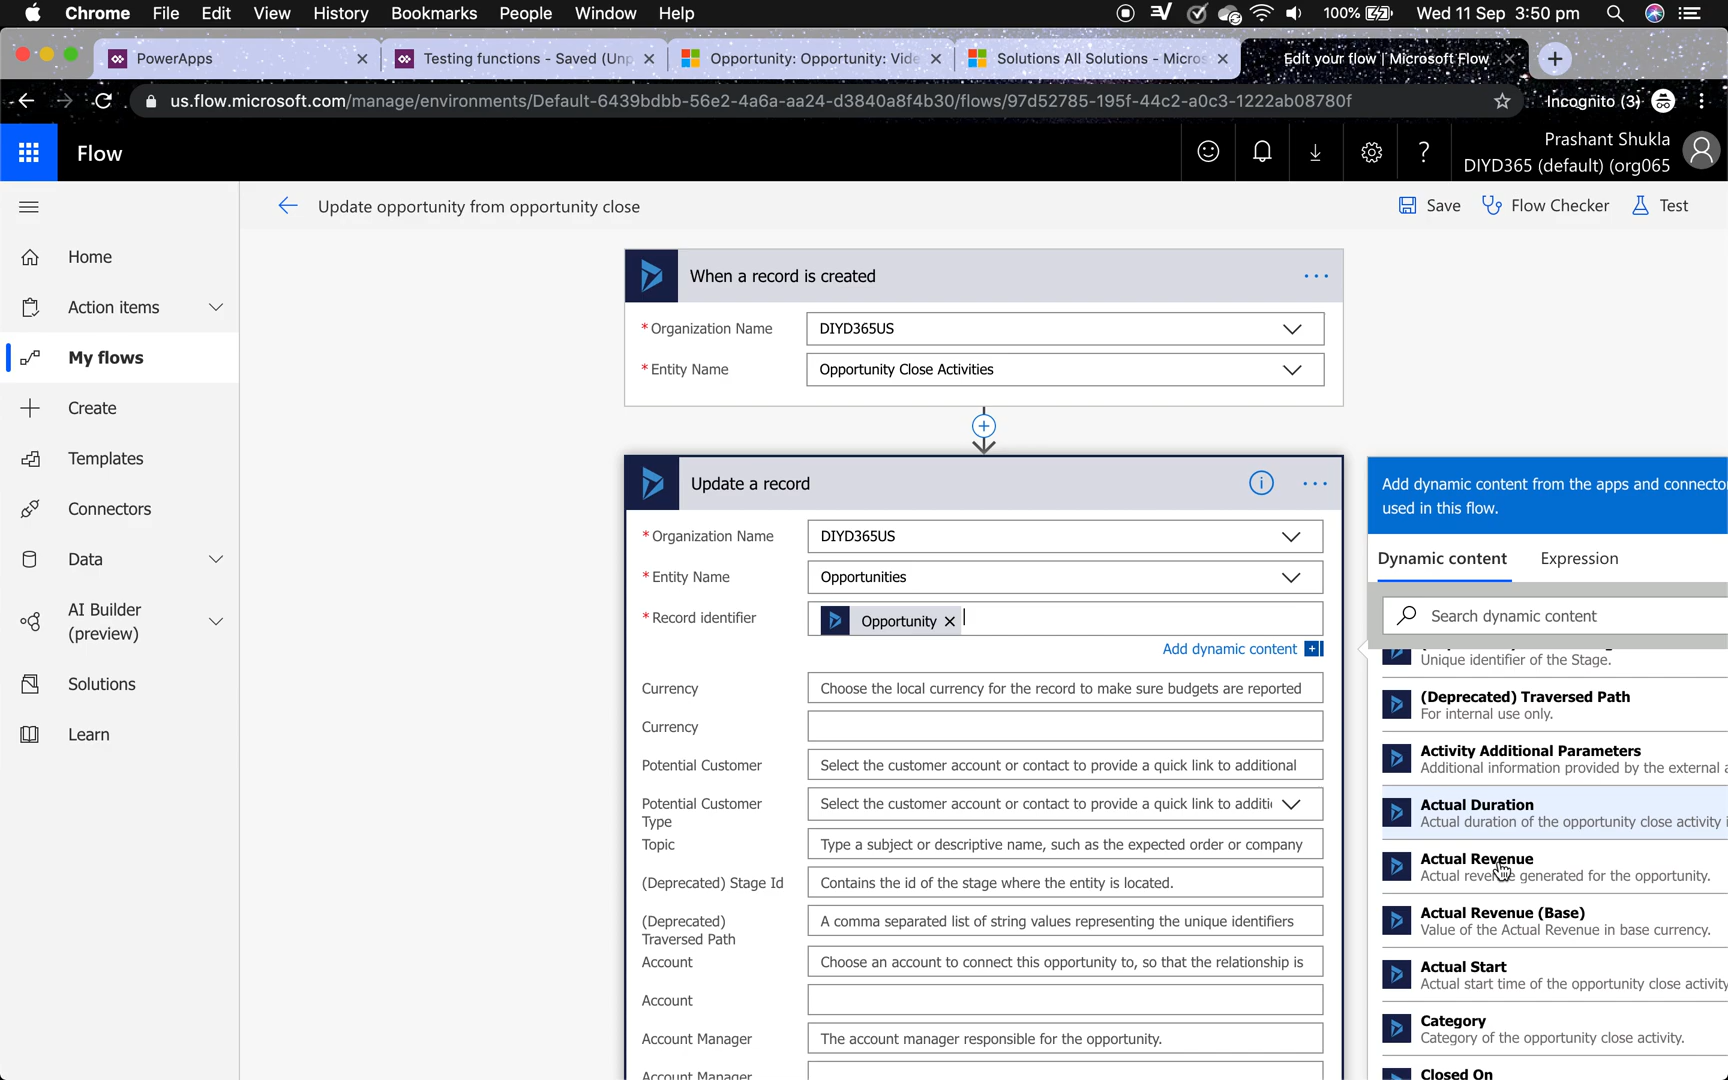 Chrome File Edit View History Bookmarks People Window Help 100% Wed 11 Sep 3:50 pm
PowerApps Testing functions - Saved (Unp Opportunity: Opportunity: Vide Solutions All Solutions - Micros Edit your flow | Microsoft Flow
us.flow.microsoft.com/manage/environments/Default-6439bdbb-56e2-4a6a-aa24-d3840a8f4b30/flows/97d52785-195f-44c2-a0c3-1222ab08780f Incognito (3)
Flow
Prashant Shukla
DIYD365 (default) (org065
Update opportunity from opportunity close
Save Flow Checker Test
Home
Action items
My flows
Create
Templates
Connectors
Data
AI Builder
(preview)
Solutions
Learn
When a record is created
* Organization Name DIYD365US
* Entity Name Opportunity Close Activities
Update a record
* Organization Name DIYD365US
* Entity Name Opportunities
* Record identifier Opportunity
Add dynamic content
Currency Choose the local currency for the record to make sure budgets are reported
Currency
Potential Customer Select the customer account or contact to provide a quick link to additional
Potential Customer Type Select the customer account or contact to provide a quick link to additi
Topic Type a subject or descriptive name, such as the expected order or company
(Deprecated) Stage Id Contains the id of the stage where the entity is located.
(Deprecated) Traversed Path A comma separated list of string values representing the unique identifiers
Account Choose an account to connect this opportunity to, so that the relationship is
Account
Account Manager The account manager responsible for the opportunity.
Account Manager
Add dynamic content from the apps and connecto
used in this flow.
Dynamic content Expression
Search dynamic content
Unique identifier of the Stage.
(Deprecated) Traversed Path
For internal use only.
Activity Additional Parameters
Additional information provided by the external a
Actual Duration
Actual duration of the opportunity close activity i
Actual Revenue
Actual revenue generated for the opportunity.
Actual Revenue (Base)
Value of the Actual Revenue in base currency.
Actual Start
Actual start time of the opportunity close activity
Category
Category of the opportunity close activity.
Closed On